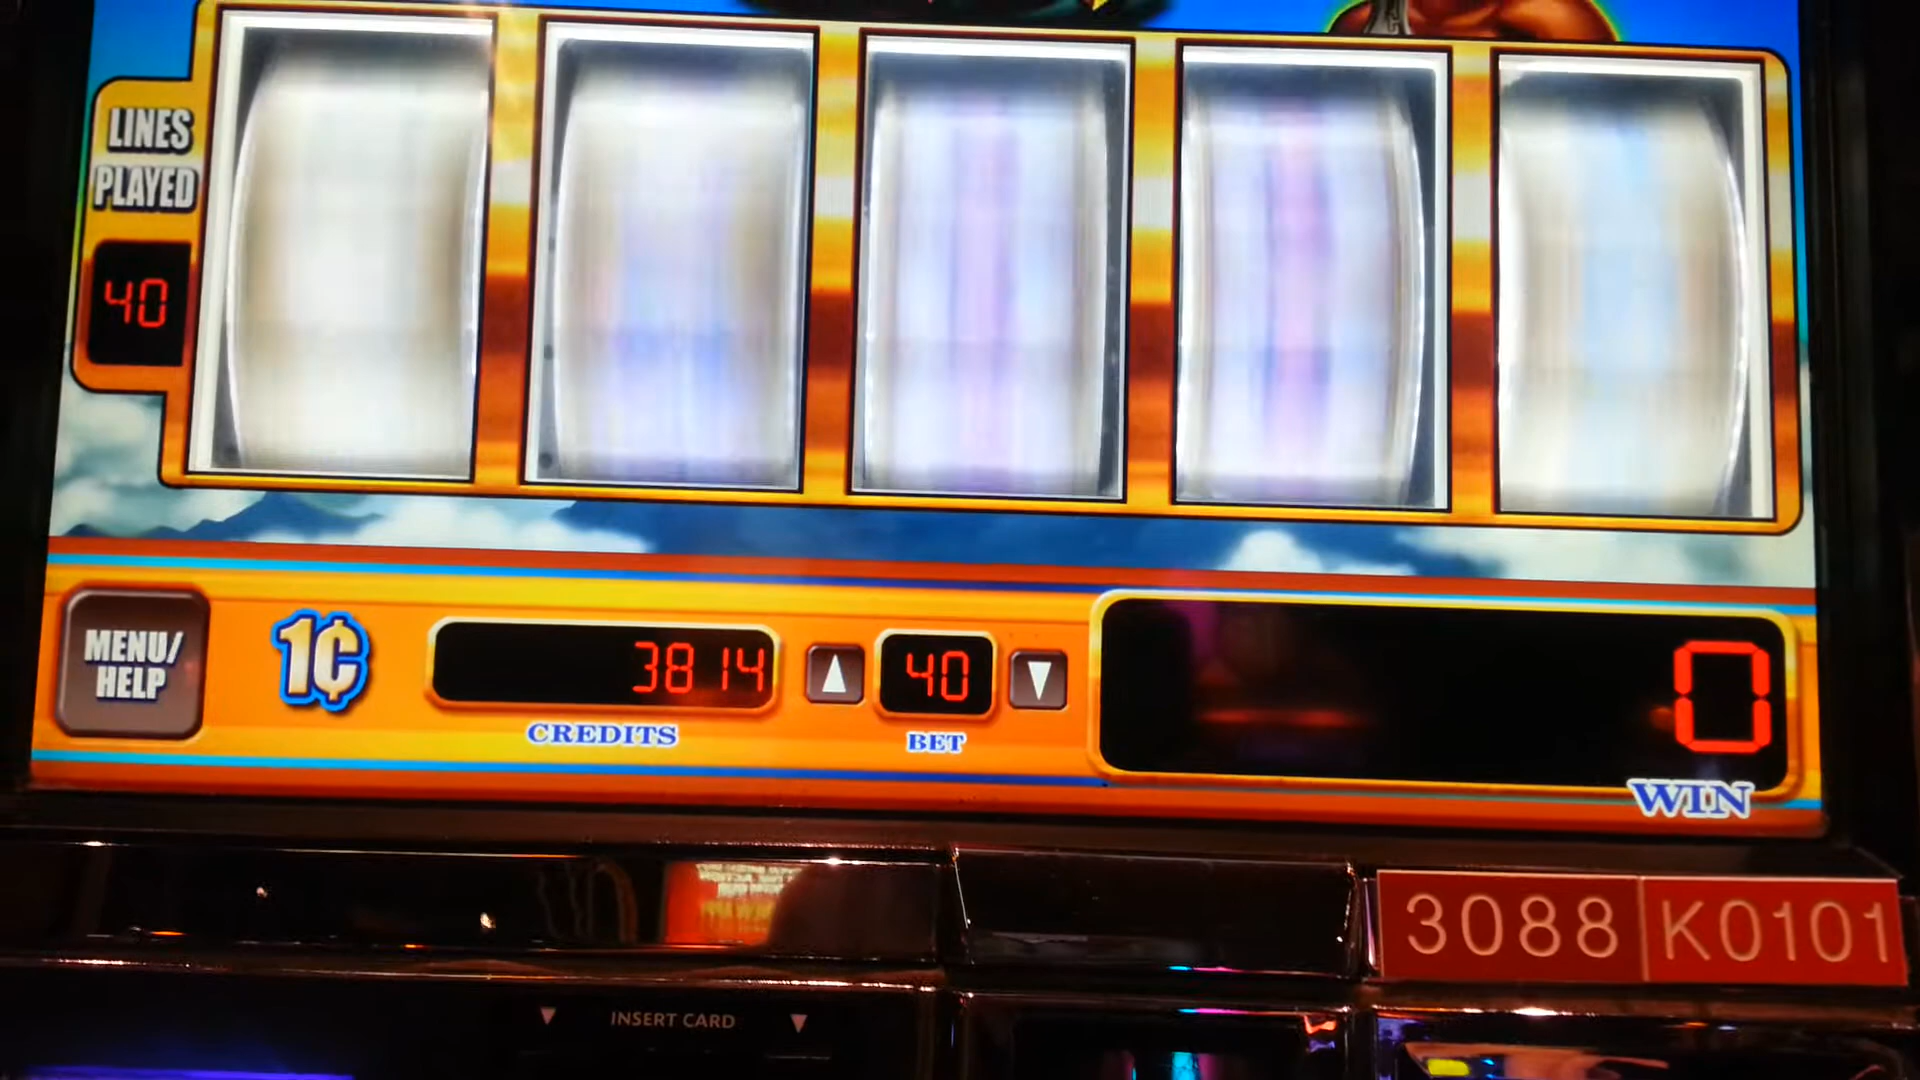 LINES
PLAYED
40
MENU/
HELP
1¢
3814
CREDITS
40
BET
0
WIN
3088 K0101
INSERT CARD